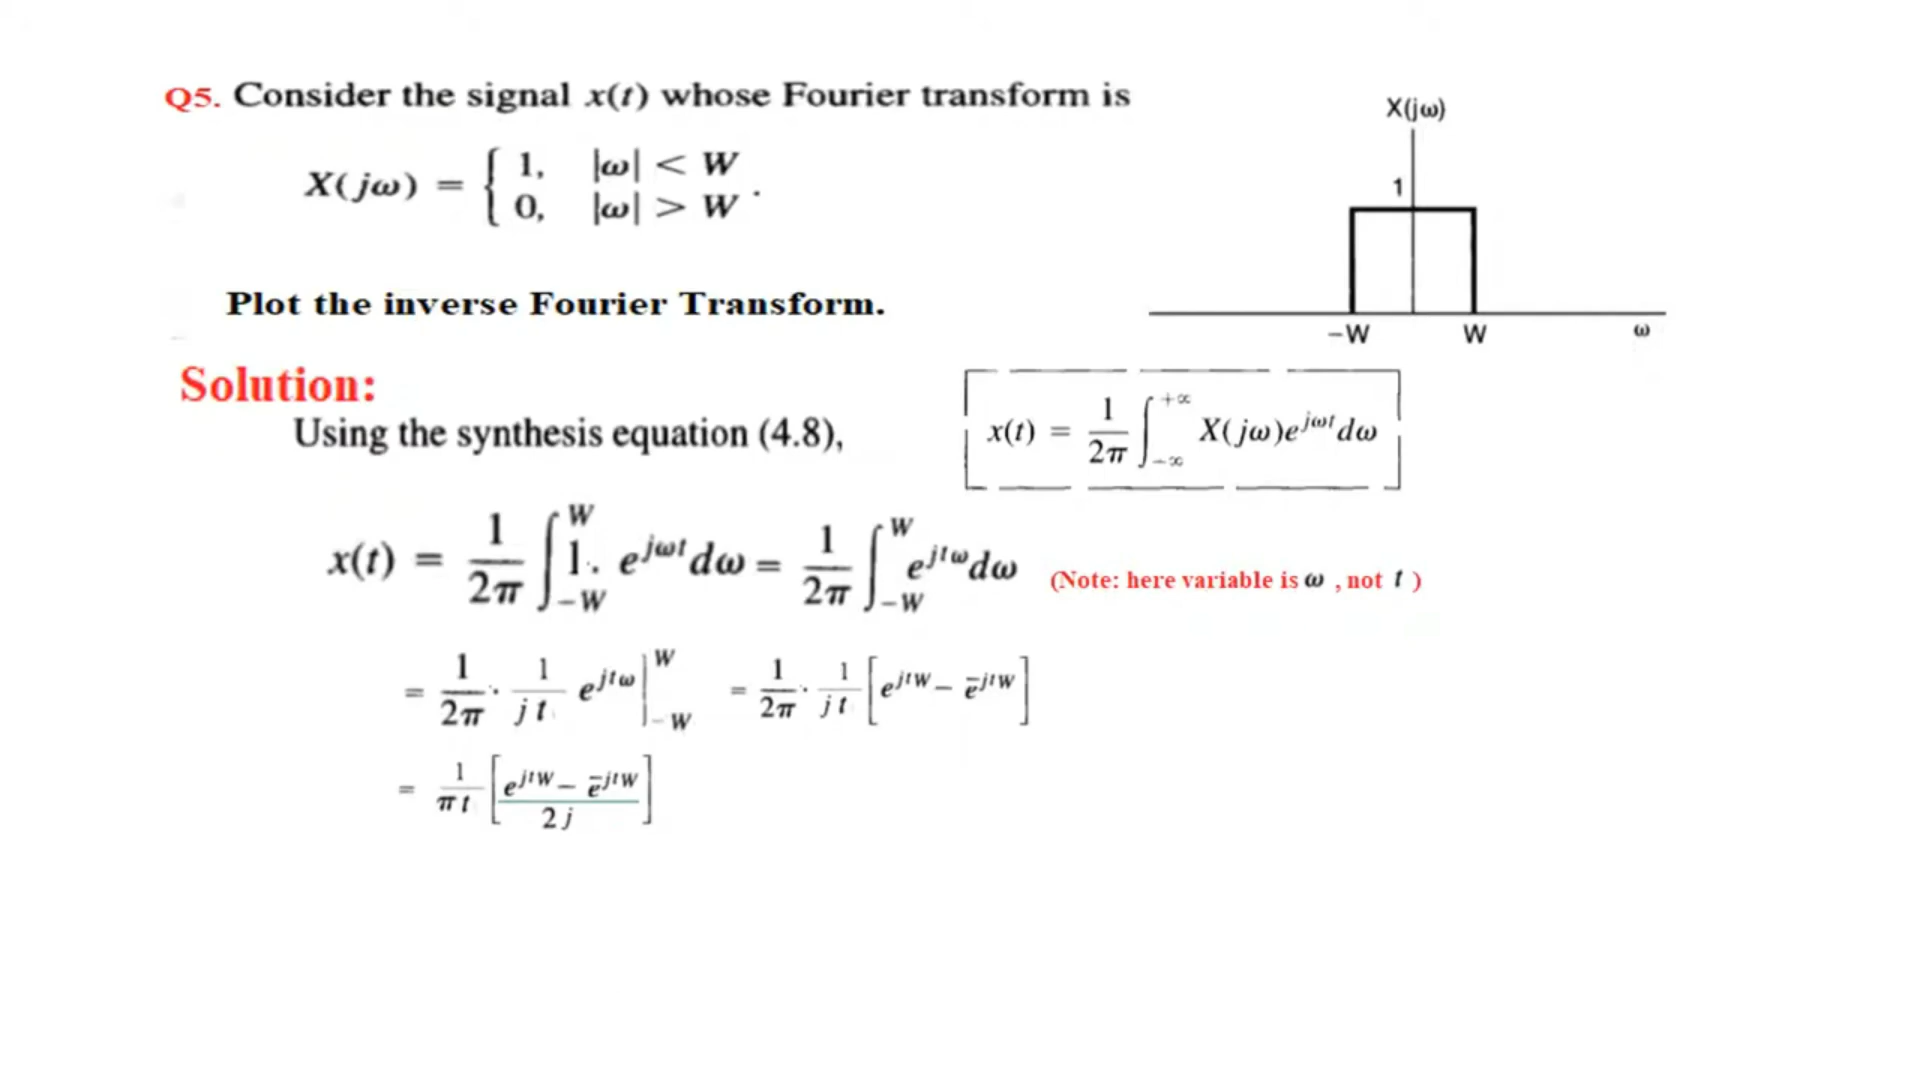 Q5. Consider the signal x(t) whose Fourier transform is
X(jω) = { 1, |ω| < W
0, |ω| > W .
Plot the inverse Fourier Transform.
X(jω)
1
−W W ω
Solution:
Using the synthesis equation (4.8),
x(t) = 1/2π ∫_{−∞}^{+∞} X(jω)e^{jωt}dω
x(t) = 1/2π ∫_{−W}^{W} 1. e^{jωt}dω = 1/2π ∫_{−W}^{W} e^{jtω}dω (Note: here variable is ω , not t )
= 1/2π . 1/jt e^{jtω} |_{−W}^{W} = 1/2π . 1/jt [e^{jtW} − e^{−jtW}]
= 1/πt [e^{jtW} − e^{−jtW} / 2j]